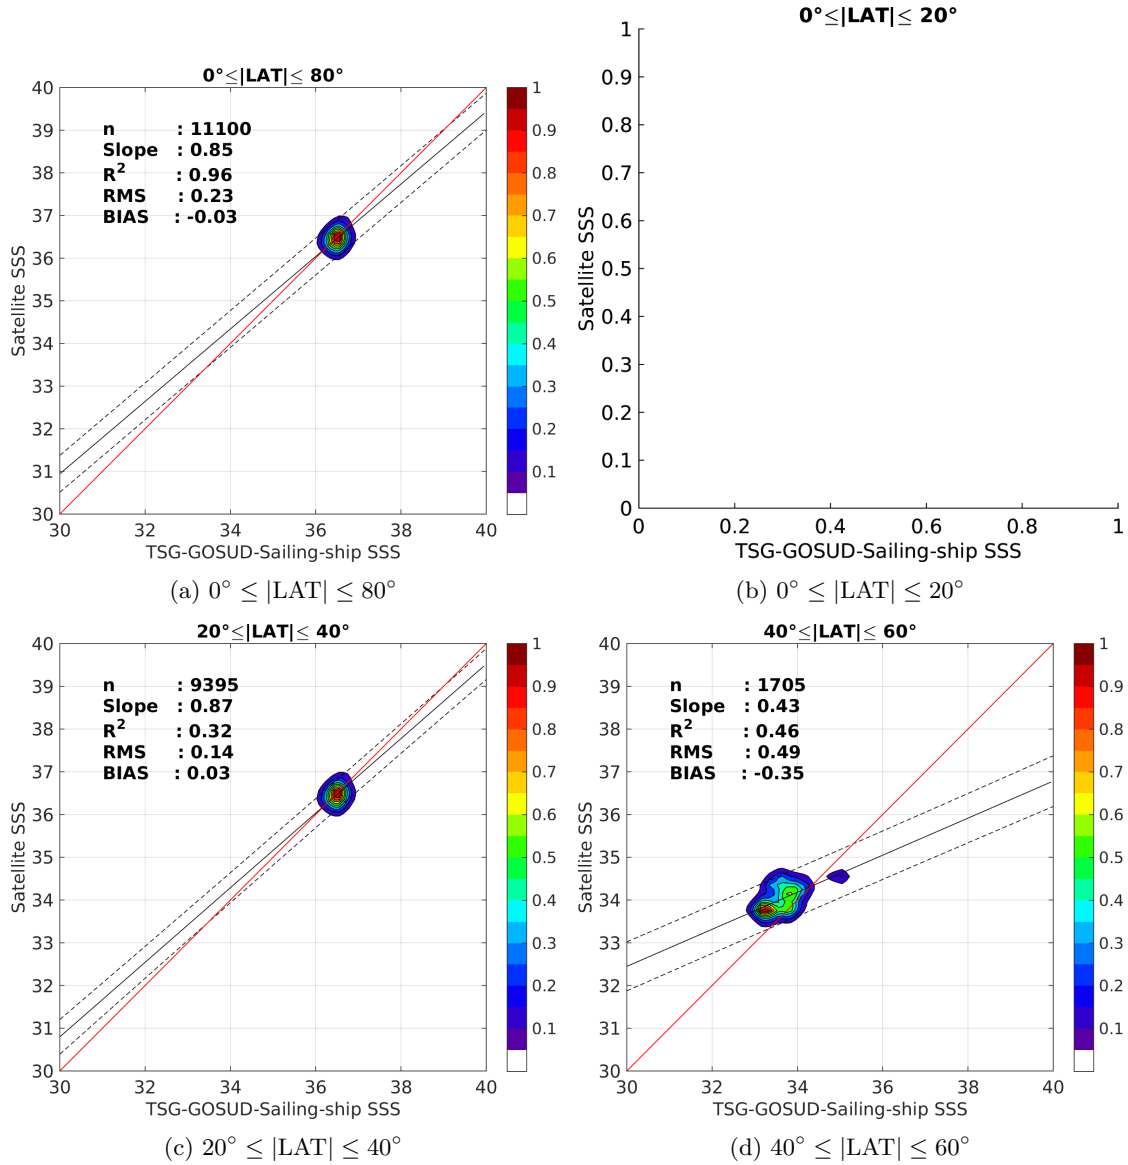 0°≤|LAT|≤ 80°
n : 11100
Slope : 0.85
R² : 0.96
RMS : 0.23
BIAS : -0.03
Satellite SSS
40
39
38
37
36
35
34
33
32
31
30
30 32 34 36 38 40
TSG-GOSUD-Sailing-ship SSS
1
0.9
0.8
0.7
0.6
0.5
0.4
0.3
0.2
0.1
(a) 0° ≤ |LAT| ≤ 80°
0°≤|LAT|≤ 20°
Satellite SSS
1
0.9
0.8
0.7
0.6
0.5
0.4
0.3
0.2
0.1
0
0 0.2 0.4 0.6 0.8 1
TSG-GOSUD-Sailing-ship SSS
(b) 0° ≤ |LAT| ≤ 20°
20°≤|LAT|≤ 40°
n : 9395
Slope : 0.87
R² : 0.32
RMS : 0.14
BIAS : 0.03
Satellite SSS
40
39
38
37
36
35
34
33
32
31
30
30 32 34 36 38 40
TSG-GOSUD-Sailing-ship SSS
1
0.9
0.8
0.7
0.6
0.5
0.4
0.3
0.2
0.1
(c) 20° ≤ |LAT| ≤ 40°
40°≤|LAT|≤ 60°
n : 1705
Slope : 0.43
R² : 0.46
RMS : 0.49
BIAS : -0.35
Satellite SSS
40
39
38
37
36
35
34
33
32
31
30
30 32 34 36 38 40
TSG-GOSUD-Sailing-ship SSS
1
0.9
0.8
0.7
0.6
0.5
0.4
0.3
0.2
0.1
(d) 40° ≤ |LAT| ≤ 60°